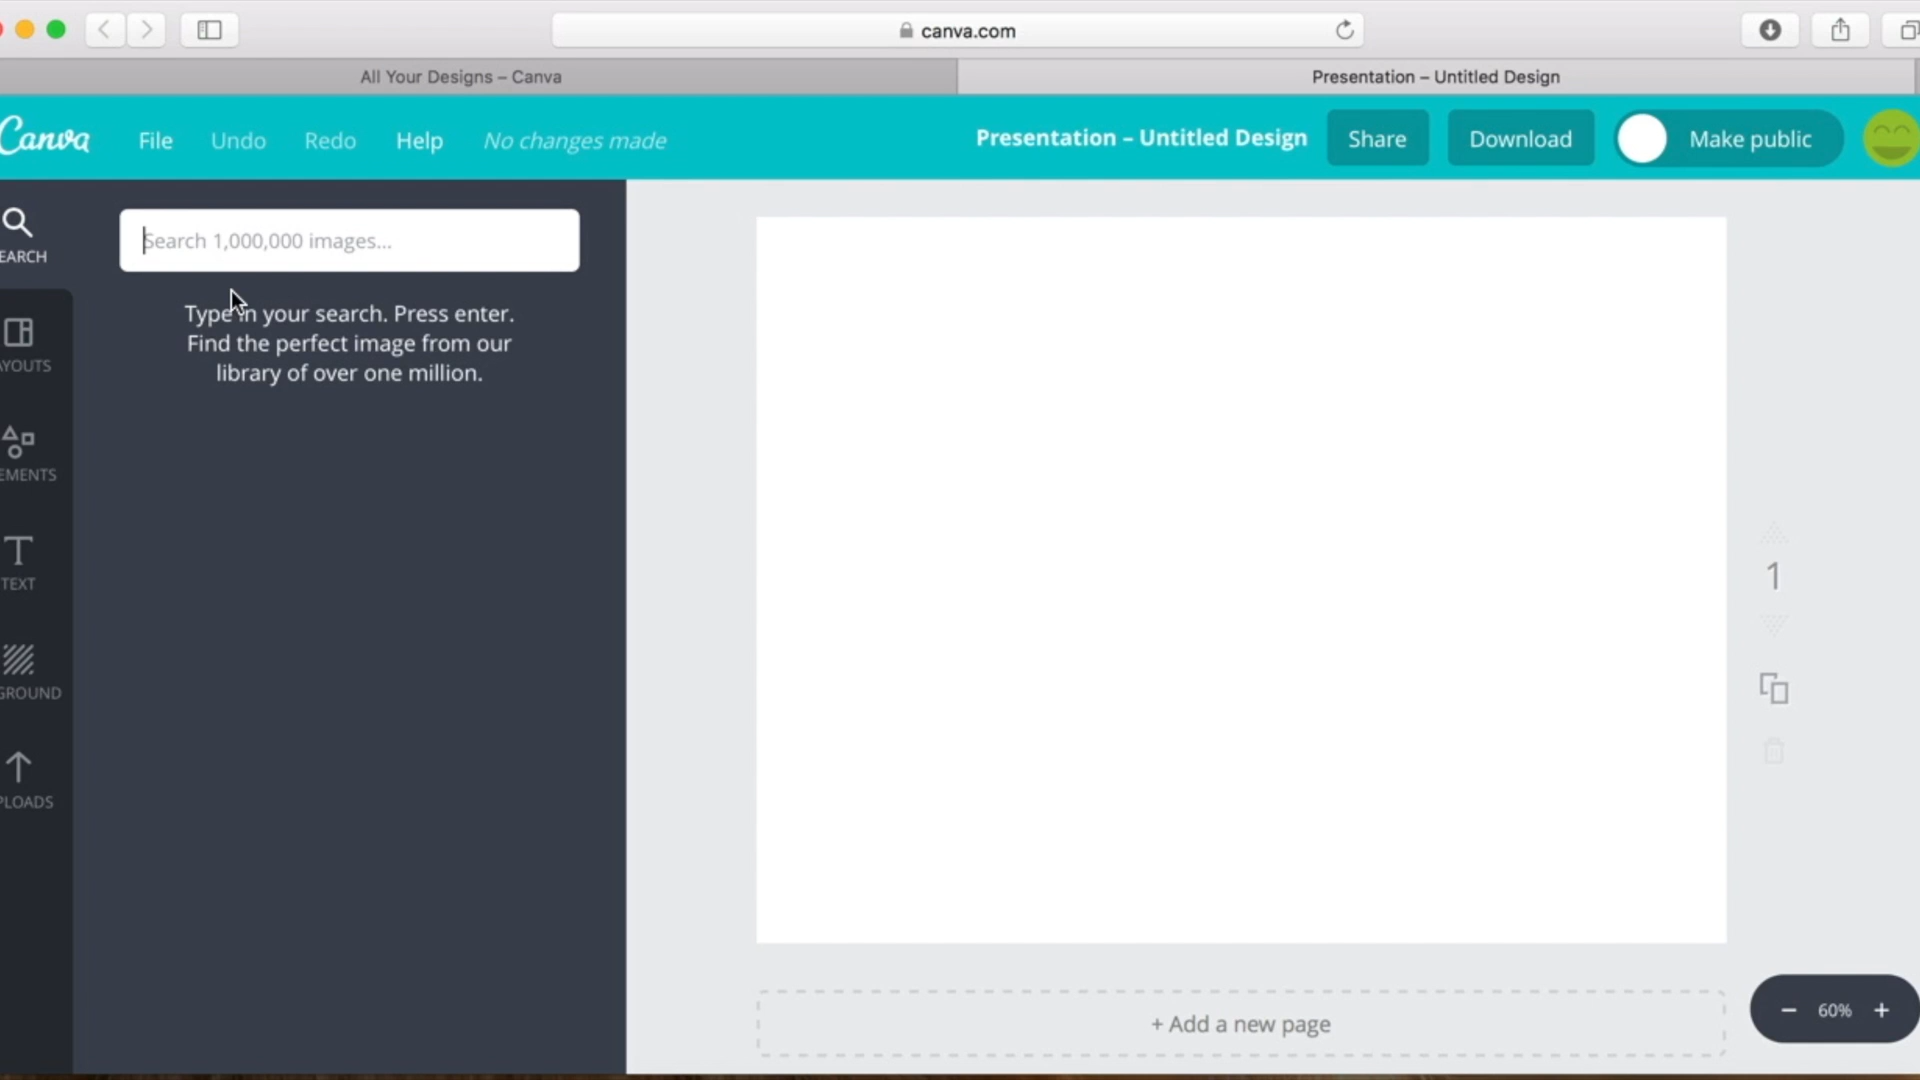 canva.com
All Your Designs – Canva
Presentation – Untitled Design
Canva
File
Undo
Redo
Help
No changes made
Presentation – Untitled Design
Share
Download
Make public
EARCH
Search 1,000,000 images...
Type in your search. Press enter.
Find the perfect image from our
library of over one million.
AYOUTS
EMENTS
TEXT
GROUND
PLOADS
1
+ Add a new page
− 60% +